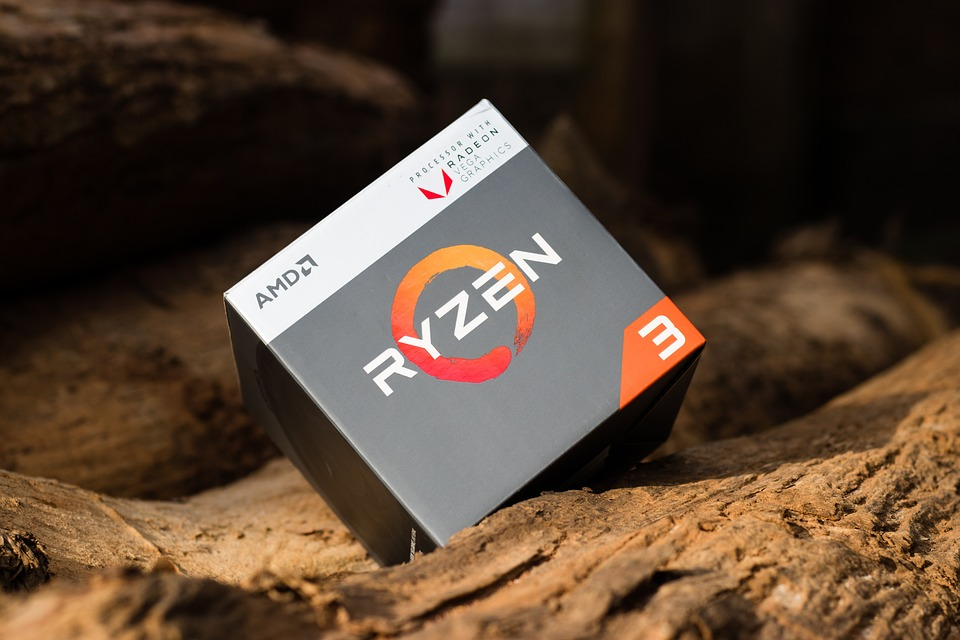 PROCESSOR WITH
RADEON
VEGA
GRAPHICS
AMD
RYZEN
3